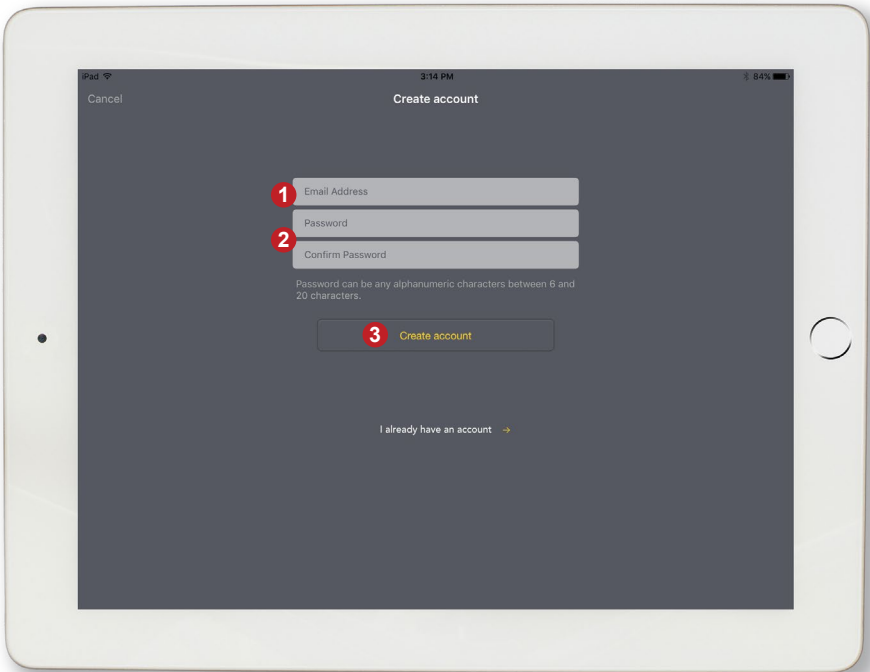 iPad 3:14 PM 84%
Cancel Create account
1 Email Address
Password
2
Confirm Password
Password can be any alphanumeric characters between 6 and
20 characters.
3 Create account
I already have an account →